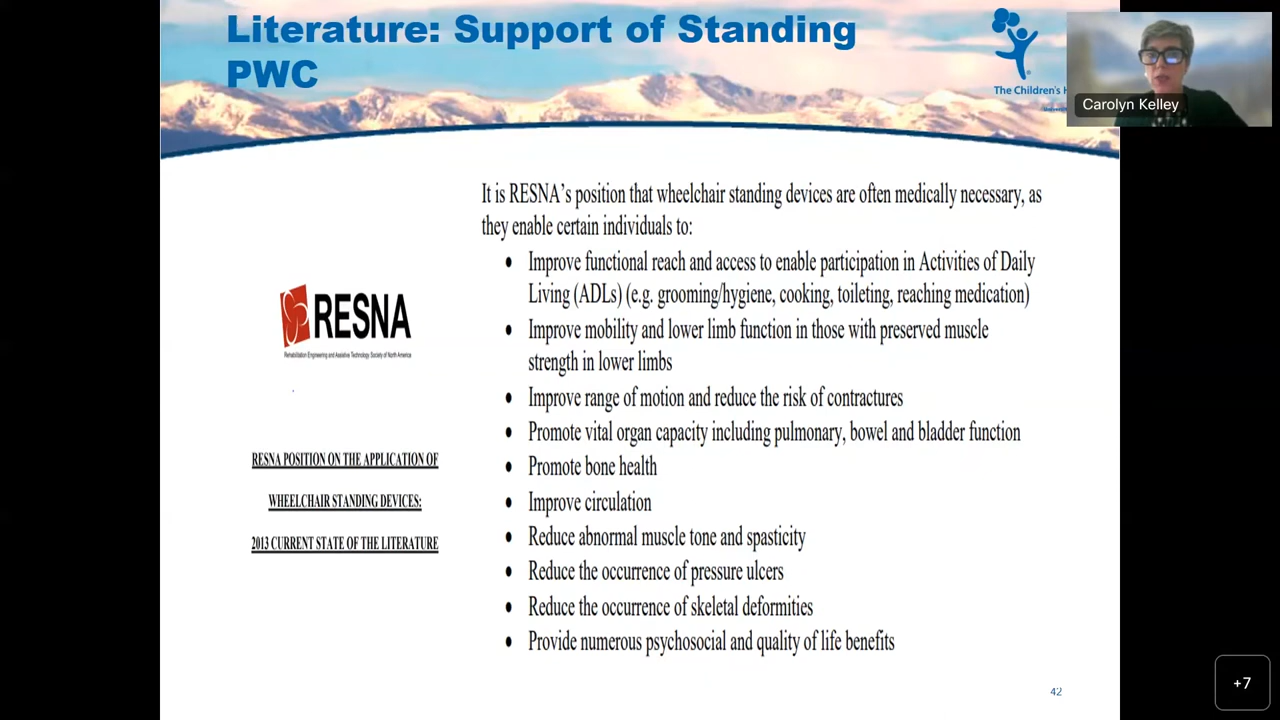 Literature: Support of Standing
PWC
The Children's H
Carolyn Kelley
It is RESNA's position that wheelchair standing devices are often medically necessary, as
they enable certain individuals to:
• Improve functional reach and access to enable participation in Activities of Daily
Living (ADLs) (e.g. grooming/hygiene, cooking, toileting, reaching medication)
• Improve mobility and lower limb function in those with preserved muscle
strength in lower limbs
• Improve range of motion and reduce the risk of contractures
• Promote vital organ capacity including pulmonary, bowel and bladder function
• Promote bone health
• Improve circulation
• Reduce abnormal muscle tone and spasticity
• Reduce the occurrence of pressure ulcers
• Reduce the occurrence of skeletal deformities
• Provide numerous psychosocial and quality of life benefits
RESNA
Rehabilitation Engineering and Assistive Technology Society of North America
RESNA POSITION ON THE APPLICATION OF
WHEELCHAIR STANDING DEVICES:
2013 CURRENT STATE OF THE LITERATURE
42
+7